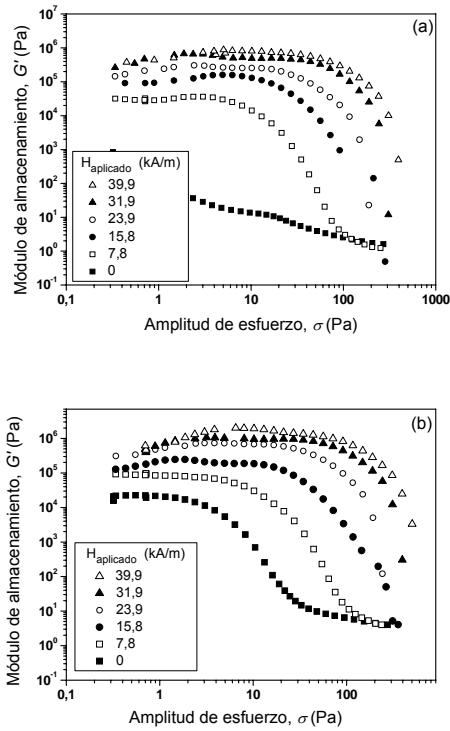 (a)
Módulo de almacenamiento, G' (Pa)
10⁷
10⁶
10⁵
10⁴
10³
10²
10¹
10⁰
10⁻¹
H aplicado (kA/m)
39,9
31,9
23,9
15,8
7,8
0
0,1 1 10 100 1000
Amplitud de esfuerzo, σ (Pa)
(b)
Módulo de almacenamiento, G' (Pa)
10⁶
10⁵
10⁴
10³
10²
10¹
10⁰
10⁻¹
H aplicado (kA/m)
39,9
31,9
23,9
15,8
7,8
0
0,1 1 10 100
Amplitud de esfuerzo, σ (Pa)